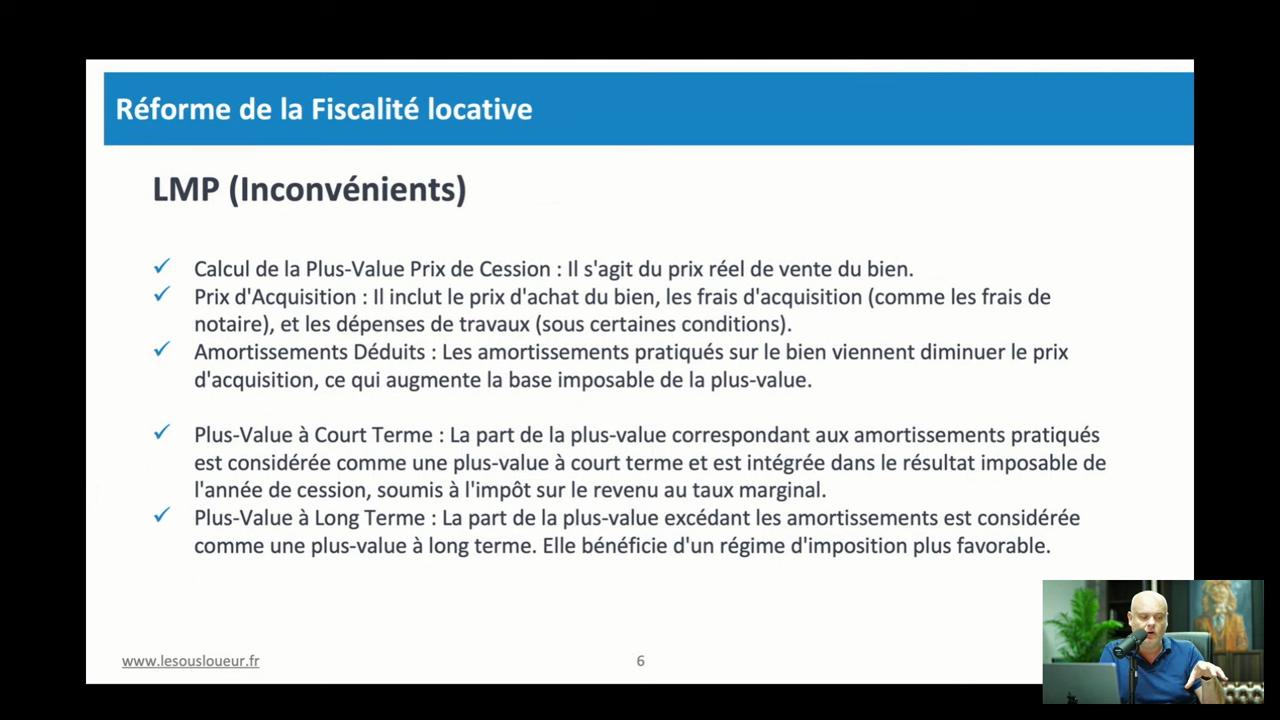 Réforme de la Fiscalité locative
LMP (Inconvénients)
Calcul de la Plus-Value Prix de Cession : Il s'agit du prix réel de vente du bien.
Prix d'Acquisition : Il inclut le prix d'achat du bien, les frais d'acquisition (comme les frais de
notaire), et les dépenses de travaux (sous certaines conditions).
Amortissements Déduits : Les amortissements pratiqués sur le bien viennent diminuer le prix
d'acquisition, ce qui augmente la base imposable de la plus-value.
Plus-Value à Court Terme : La part de la plus-value correspondant aux amortissements pratiqués
est considérée comme une plus-value à court terme et est intégrée dans le résultat imposable de
l'année de cession, soumis à l'impôt sur le revenu au taux marginal.
Plus-Value à Long Terme : La part de la plus-value excédant les amortissements est considérée
comme une plus-value à long terme. Elle bénéficie d'un régime d'imposition plus favorable.
www.lesousloueur.fr
6